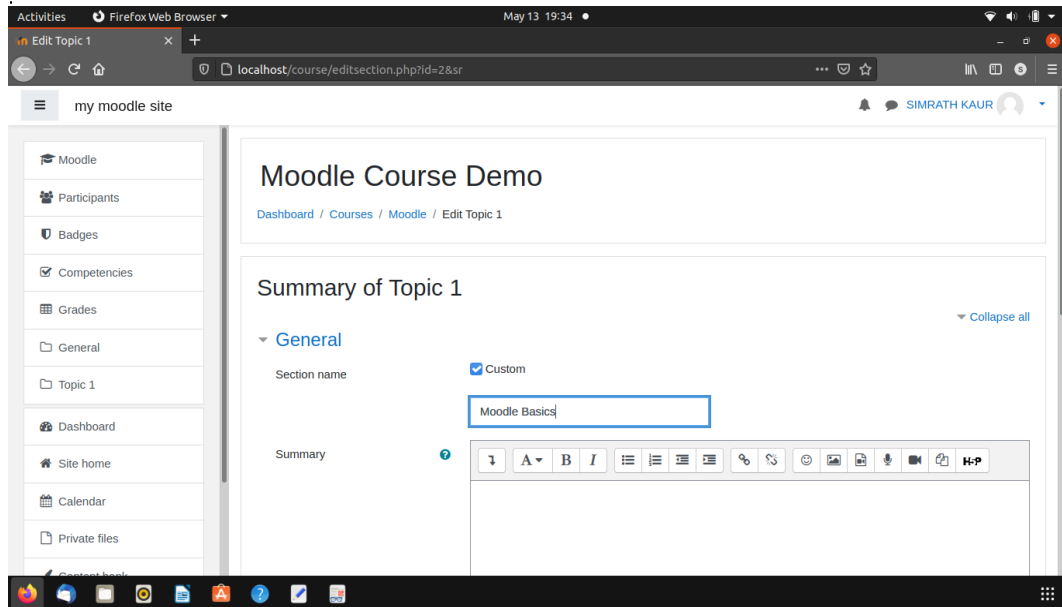 Activities Firefox Web Browser May 13 19:34
Edit Topic 1
localhost/course/editsection.php?id=2&sr
my moodle site SIMRATH KAUR
Moodle
Participants
Badges
Competencies
Grades
General
Topic 1
Dashboard
Site home
Calendar
Private files
Content bank
Moodle Course Demo
Dashboard / Courses / Moodle / Edit Topic 1
Summary of Topic 1
Collapse all
General
Section name Custom
Moodle Basics
Summary
A B I H-P